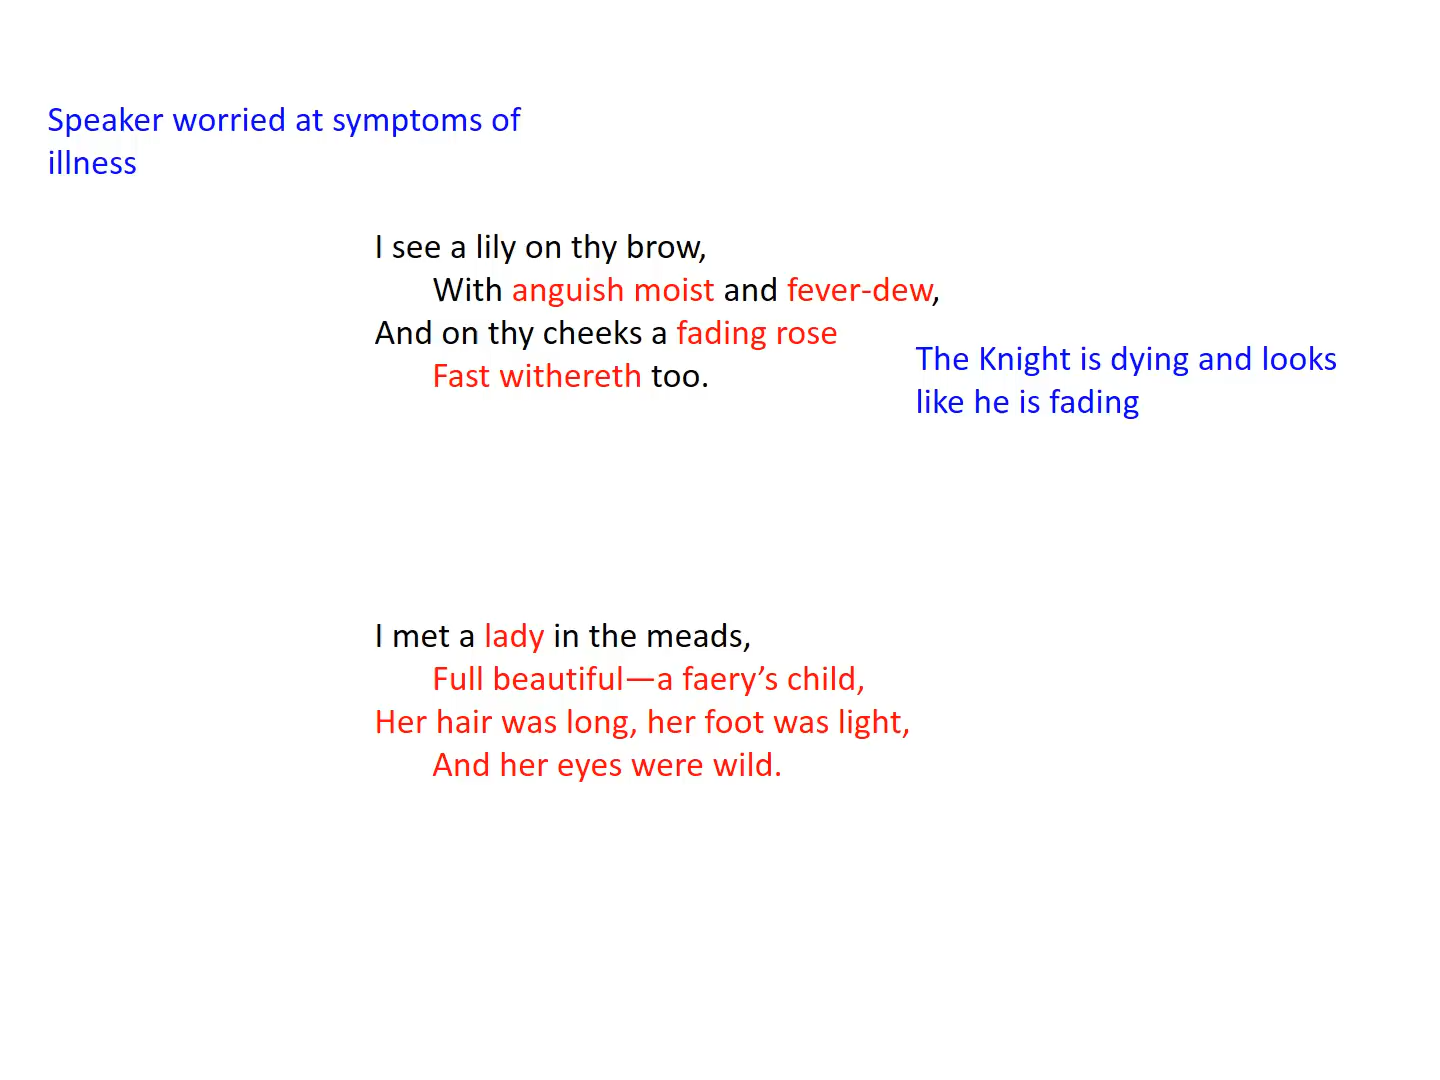 Speaker worried at symptoms of
illness
I see a lily on thy brow,
With anguish moist and fever-dew,
And on thy cheeks a fading rose
Fast withereth too.
The Knight is dying and looks
like he is fading
I met a lady in the meads,
Full beautiful—a faery’s child,
Her hair was long, her foot was light,
And her eyes were wild.